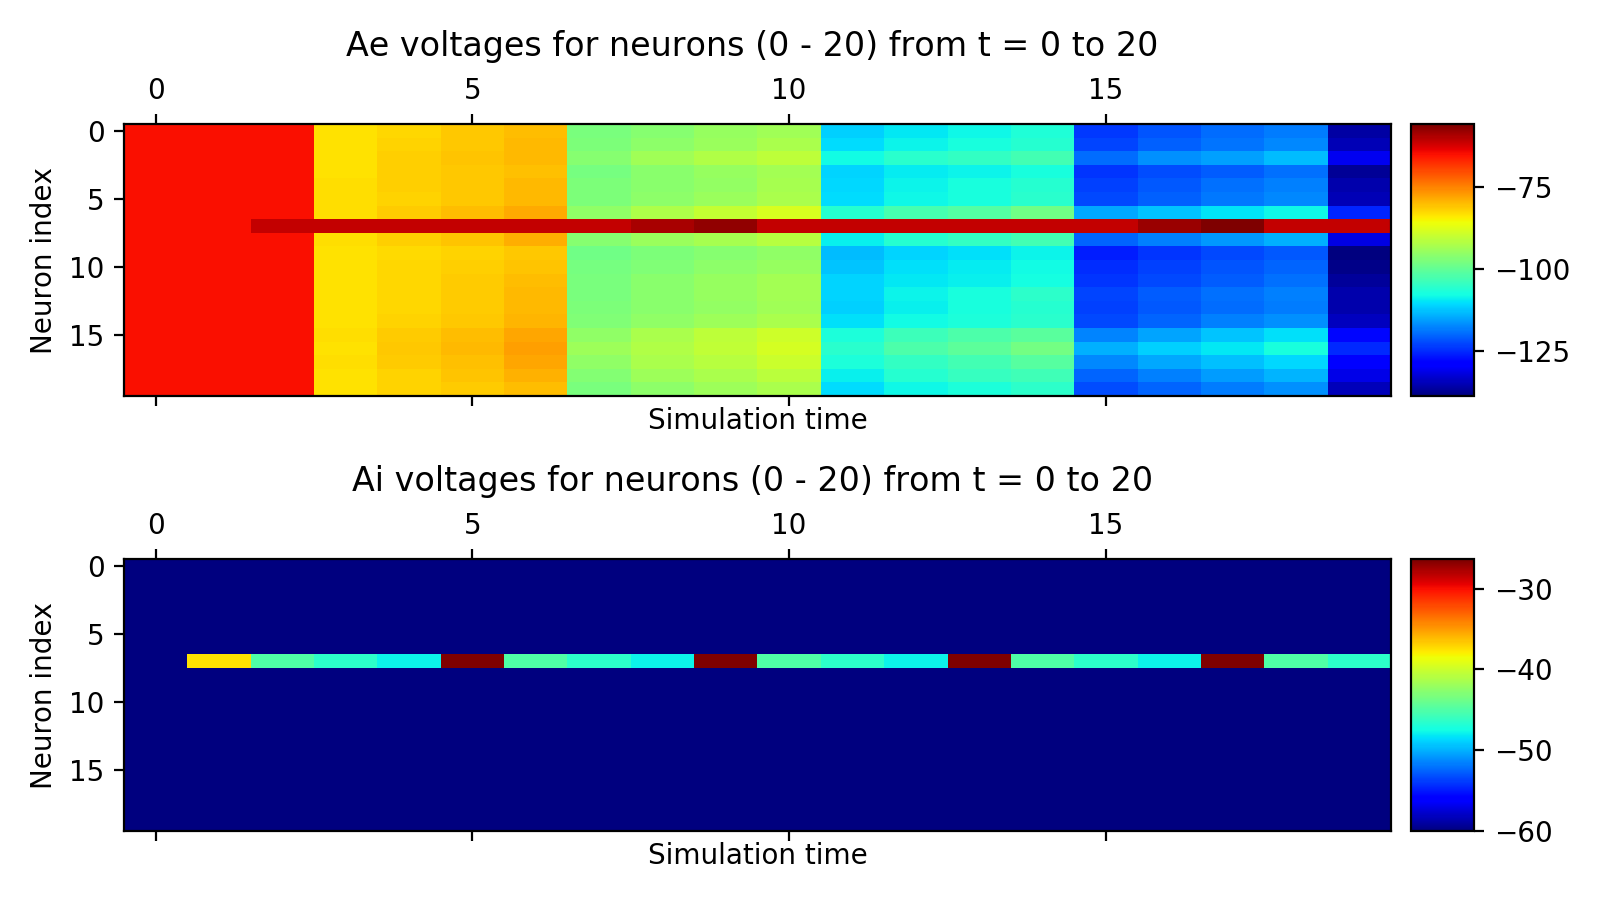 Ae voltages for neurons (0 - 20) from t = 0 to 20
0 5 10 15
Neuron index
0
5
10
15
Simulation time
−75
−100
−125
Ai voltages for neurons (0 - 20) from t = 0 to 20
0 5 10 15
Neuron index
0
5
10
15
Simulation time
−30
−40
−50
−60